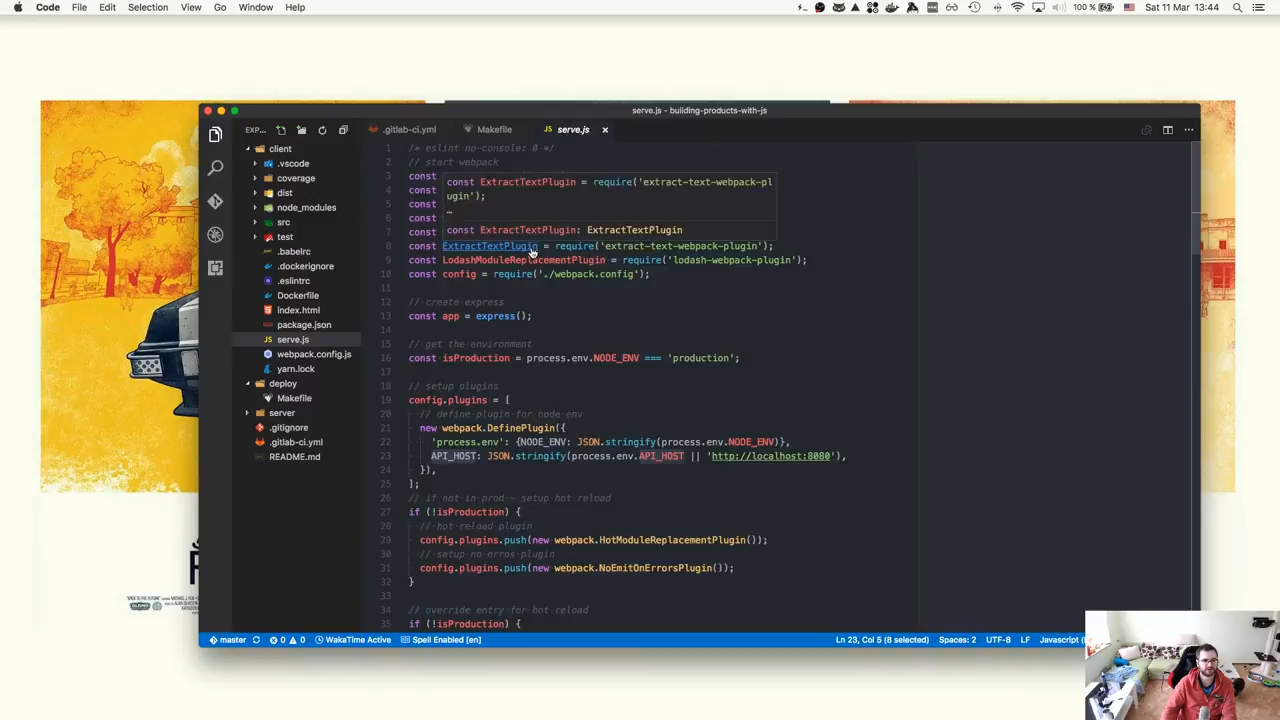 Code File Edit Selection View Go Window Help 100 % Sat 11 Mar 13:44
serve.js - building-products-with-js
EXP... .gitlab-ci.yml Makefile JS serve.js ×
client
.vscode
coverage
dist
node_modules
src
test
.babelrc
.dockerignore
.eslintrc
Dockerfile
index.html
package.json
JS serve.js
webpack.config.js
yarn.lock
deploy
Makefile
server
.gitignore
.gitlab-ci.yml
README.md
1 /* eslint no-console: 0 */
2 // start webpack
3 const
4 const
5 const
6 const
7 const
const ExtractTextPlugin = require('extract-text-webpack-pl
ugin');
…
const ExtractTextPlugin: ExtractTextPlugin
8 const ExtractTextPlugin = require('extract-text-webpack-plugin');
9 const LodashModuleReplacementPlugin = require('lodash-webpack-plugin');
10 const config = require('./webpack.config');
11
12 // create express
13 const app = express();
14
15 // get the environment
16 const isProduction = process.env.NODE_ENV === 'production';
17
18 // setup plugins
19 config.plugins = [
20 // define plugin for node env
21 new webpack.DefinePlugin({
22 'process.env': {NODE_ENV: JSON.stringify(process.env.NODE_ENV)},
23 API_HOST: JSON.stringify(process.env.API_HOST || 'http://localhost:8080'),
24 }),
25 ];
26 // if not in prod - setup hot reload
27 if (!isProduction) {
28 // hot reload plugin
29 config.plugins.push(new webpack.HotModuleReplacementPlugin());
30 // setup no erros plugin
31 config.plugins.push(new webpack.NoEmitOnErrorsPlugin());
32 }
33
34 // override entry for hot reload
35 if (!isProduction) {
master 0 0 WakaTime Active Spell Enabled [en] Ln 23, Col 5 (8 selected) Spaces: 2 UTF-8 LF Javascript